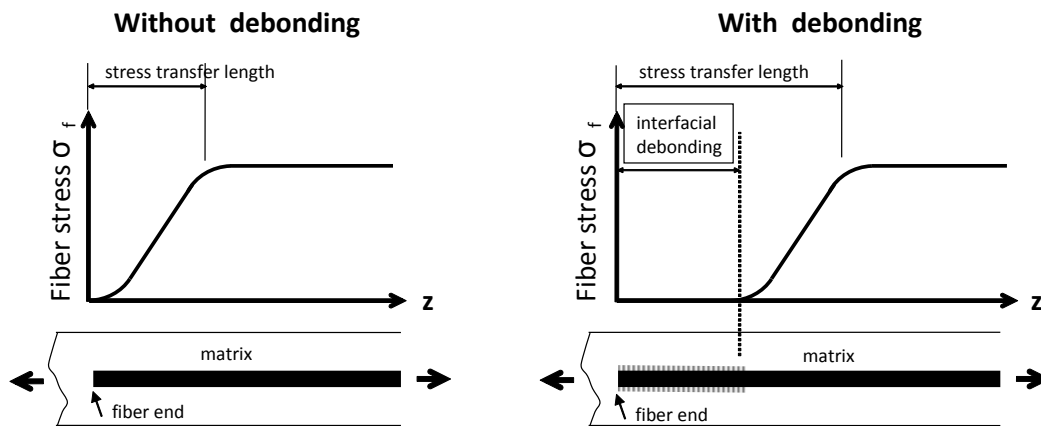 Without debonding
stress transfer length
Fiber stress σ f
z
matrix
fiber end
With debonding
stress transfer length
interfacial
debonding
Fiber stress σ f
z
matrix
fiber end